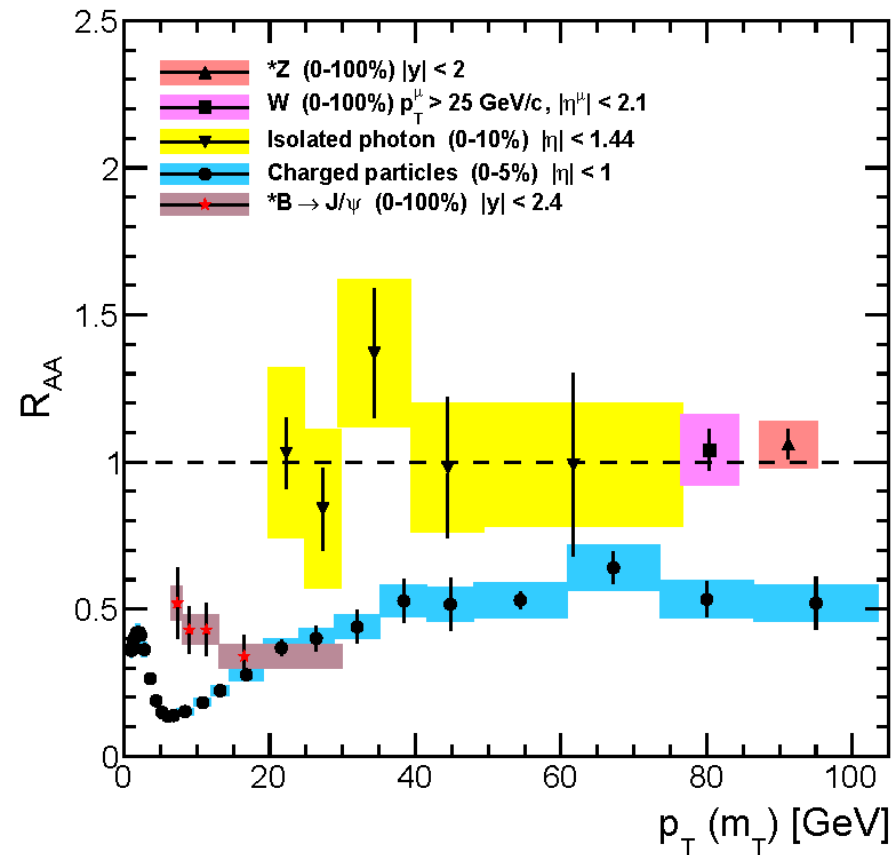 2.5
2
1.5
1
0.5
0
R_AA
*Z (0-100%) |y| < 2
W (0-100%) p_T^μ > 25 GeV/c, |η^μ| < 2.1
Isolated photon (0-10%) |η| < 1.44
Charged particles (0-5%) |η| < 1
*B → J/ψ (0-100%) |y| < 2.4
0 20 40 60 80 100
p_T (m_T) [GeV]